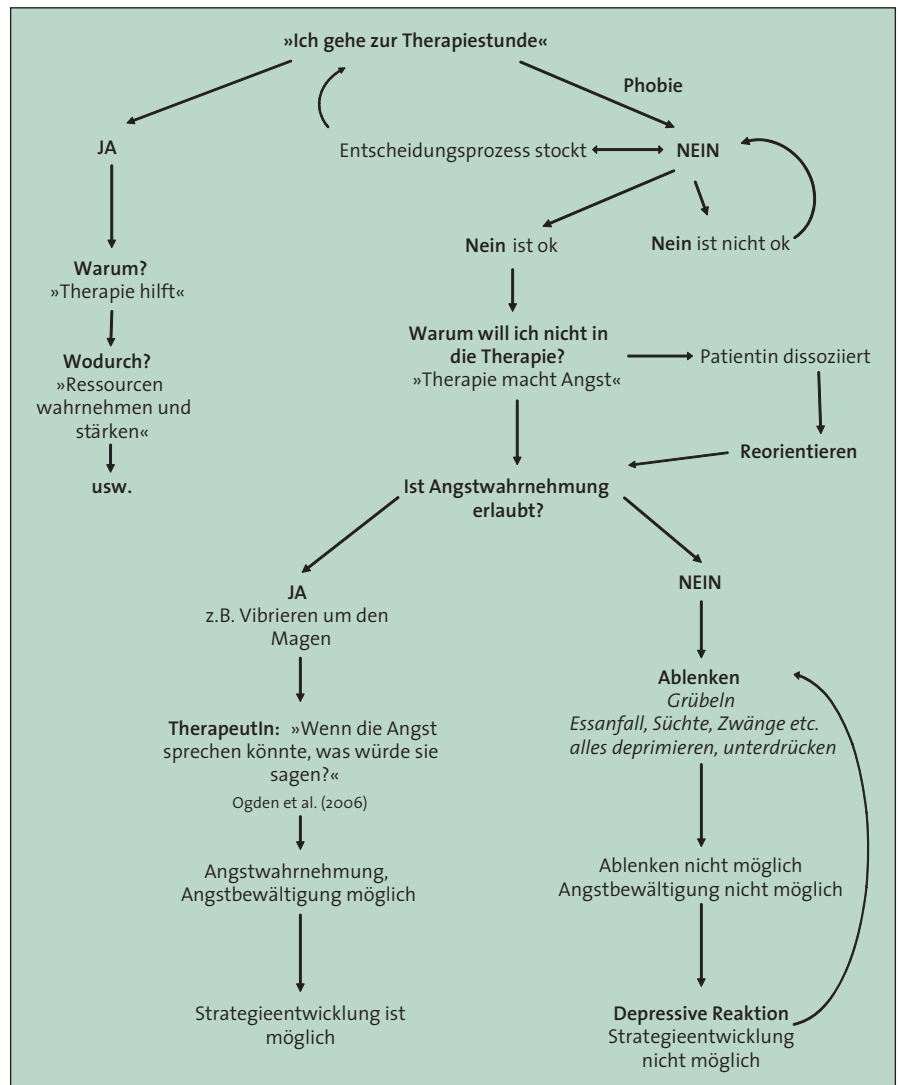 »Ich gehe zur Therapiestunde«
Phobie
JA
Entscheidungsprozess stockt
NEIN
Nein ist ok
Nein ist nicht ok
Warum?
»Therapie hilft«
Warum will ich nicht in
die Therapie?
»Therapie macht Angst«
Patientin dissoziiert
Wodurch?
»Ressourcen
wahrnehmen und
stärken«
Reorientieren
usw.
Ist Angstwahrnehmung
erlaubt?
JA
z.B. Vibrieren um den
Magen
NEIN
Ablenken
Grübeln
Essanfall, Süchte, Zwänge etc.
alles deprimieren, unterdrücken
TherapeutIn: »Wenn die Angst
sprechen könnte, was würde sie
sagen?«
Ogden et al. (2006)
Angstwahrnehmung,
Angstbewältigung möglich
Ablenken nicht möglich
Angstbewältigung nicht möglich
Strategieentwicklung ist
möglich
Depressive Reaktion
Strategieentwicklung
nicht möglich